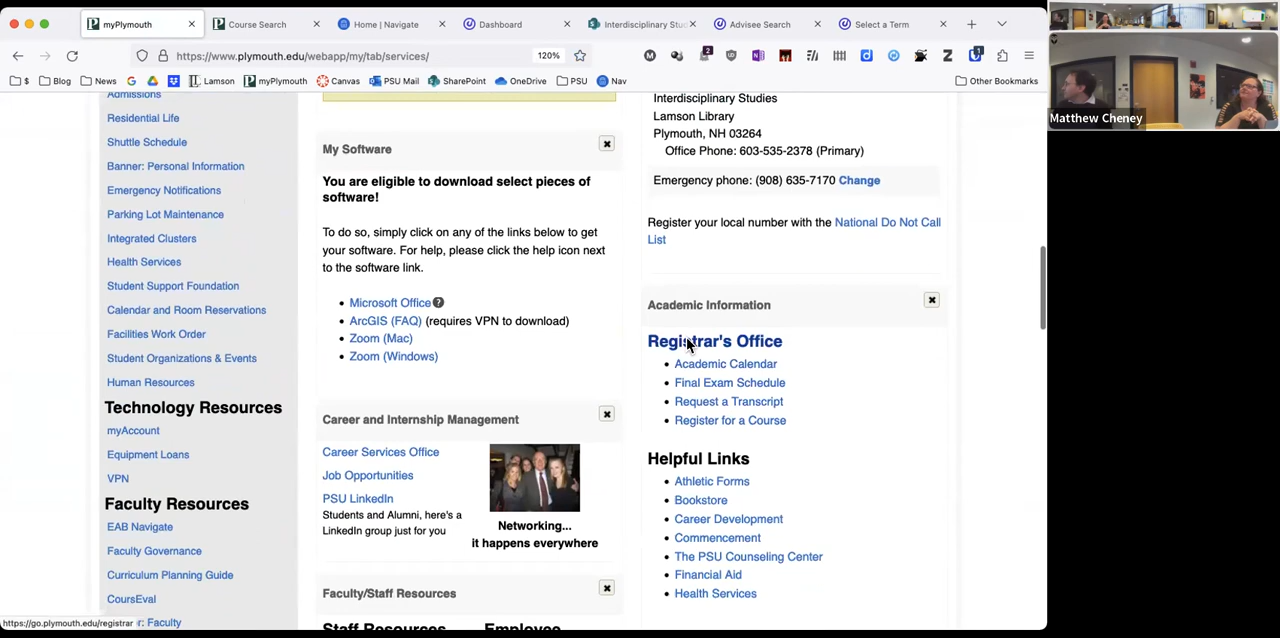 myPlymouth
Course Search
Home | Navigate
Dashboard
Interdisciplinary Stu
Advisee Search
Select a Term
https://www.plymouth.edu/webapp/my/tab/services/
120%
2
1
$
Blog
News
Lamson
myPlymouth
Canvas
PSU Mail
SharePoint
OneDrive
PSU
Nav
Other Bookmarks
Admissions
Residential Life
Shuttle Schedule
Banner: Personal Information
Emergency Notifications
Parking Lot Maintenance
Integrated Clusters
Health Services
Student Support Foundation
Calendar and Room Reservations
Facilities Work Order
Student Organizations & Events
Human Resources
Technology Resources
myAccount
Equipment Loans
VPN
Faculty Resources
EAB Navigate
Faculty Governance
Curriculum Planning Guide
CoursEval
r: Faculty
https://go.plymouth.edu/registrar
My Software
You are eligible to download select pieces of
software!
To do so, simply click on any of the links below to get
your software. For help, please click the help icon next
to the software link.
Microsoft Office
ArcGIS (FAQ) (requires VPN to download)
Zoom (Mac)
Zoom (Windows)
Career and Internship Management
Career Services Office
Job Opportunities
PSU LinkedIn
Students and Alumni, here's a
LinkedIn group just for you
Networking...
it happens everywhere
Faculty/Staff Resources
Staff Resources
Employee
Interdisciplinary Studies
Lamson Library
Plymouth, NH 03264
Office Phone: 603-535-2378 (Primary)
Emergency phone: (908) 635-7170 Change
Register your local number with the National Do Not Call
List
Academic Information
Registrar's Office
Academic Calendar
Final Exam Schedule
Request a Transcript
Register for a Course
Helpful Links
Athletic Forms
Bookstore
Career Development
Commencement
The PSU Counseling Center
Financial Aid
Health Services
Matthew Cheney